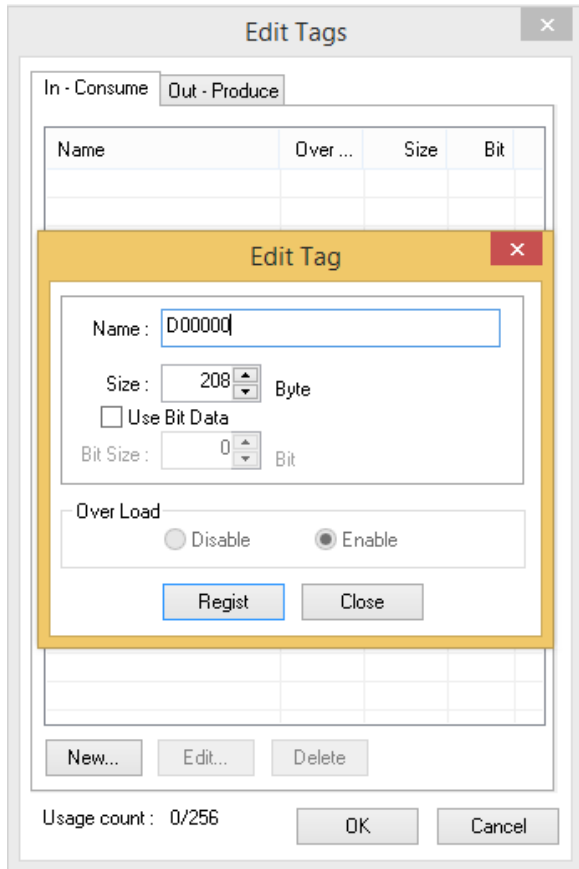 Edit Tags
In - Consume Out - Produce
Name Over ... Size Bit
Edit Tag
Name : D00000
Size : 208 Byte
Use Bit Data
Bit Size : 0 Bit
Over Load
Disable Enable
Regist Close
New... Edit... Delete
Usage count : 0/256 OK Cancel